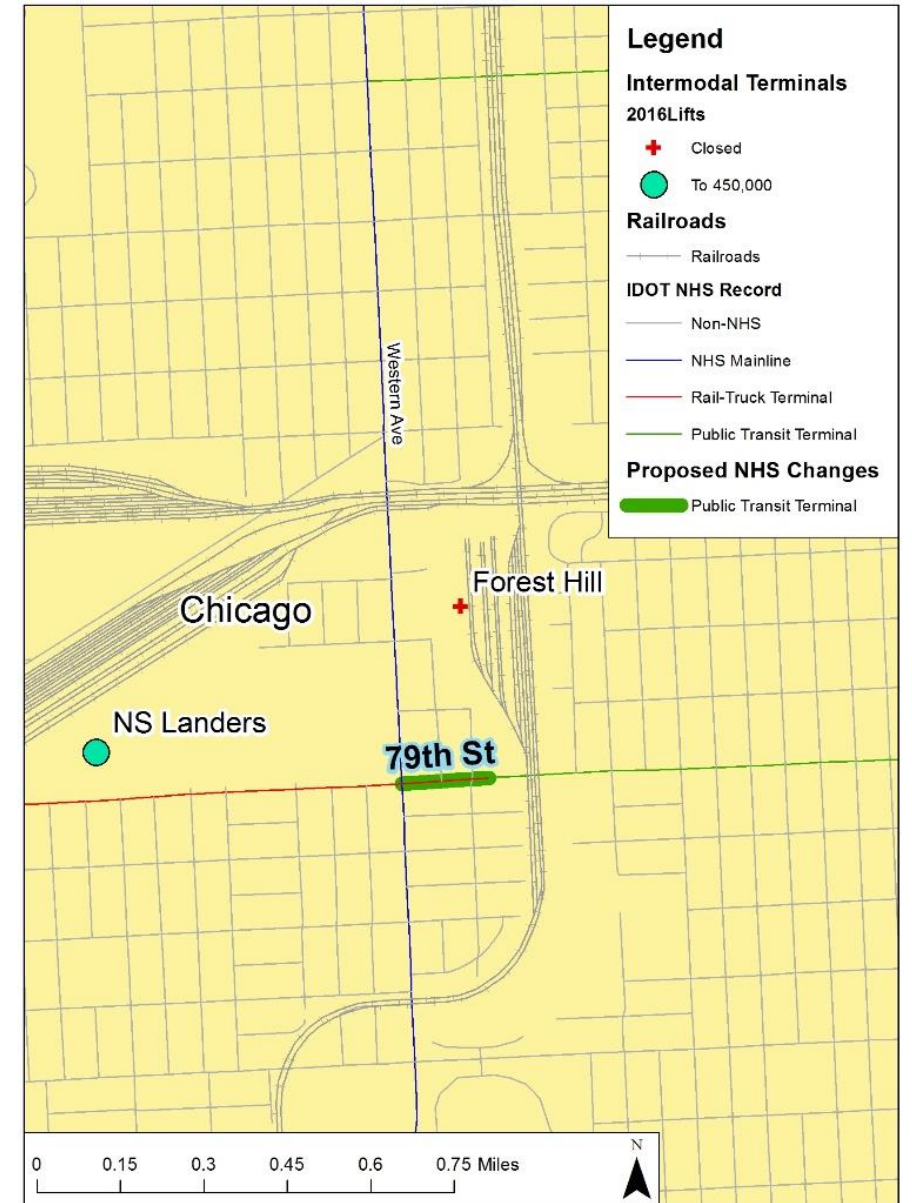 Legend
Intermodal Terminals
2016Lifts
Closed
To 450,000
Railroads
Railroads
IDOT NHS Record
Non-NHS
NHS Mainline
Rail-Truck Terminal
Public Transit Terminal
Proposed NHS Changes
Public Transit Terminal
Western Ave
Forest Hill
Chicago
NS Landers
79th St
0 0.15 0.3 0.45 0.6 0.75 Miles
N